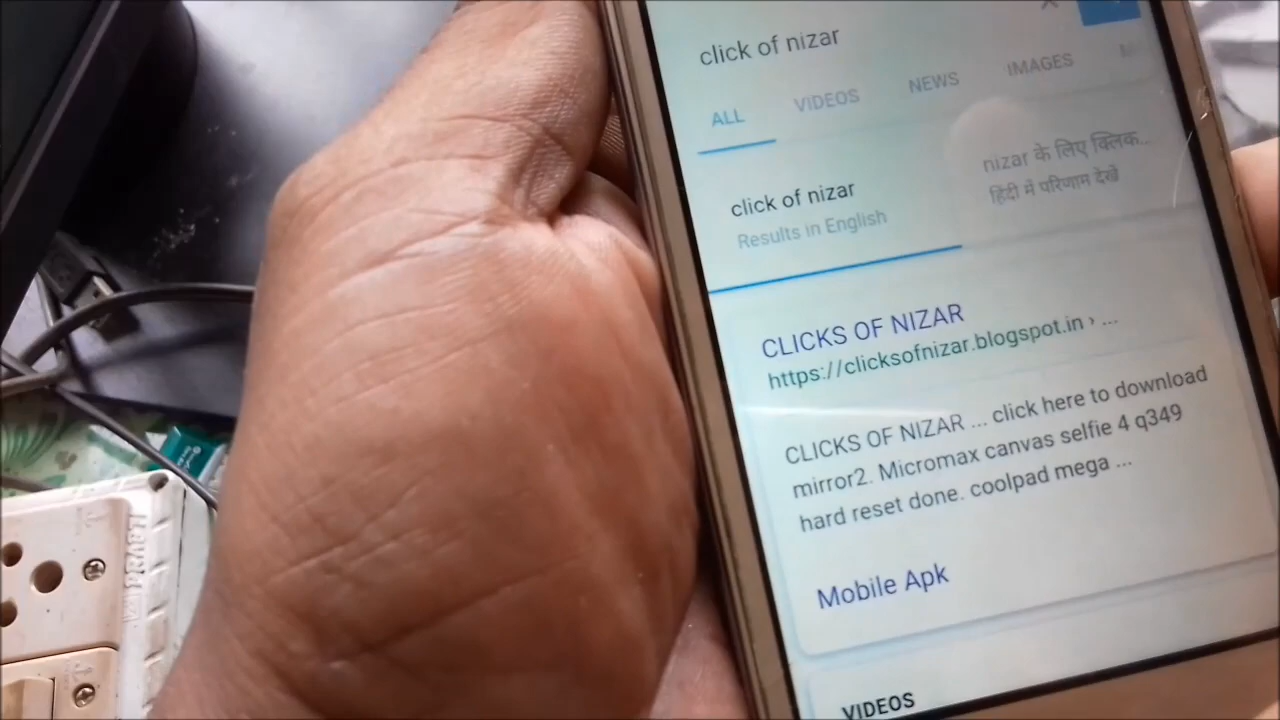 click of nizar
ALL VIDEOS NEWS IMAGES
click of nizar
Results in English
nizar के लिए क्लिक...
हिंदी में परिणाम देखें
CLICKS OF NIZAR
https://clicksofnizar.blogspot.in › ...
CLICKS OF NIZAR ... click here to download
mirror2. Micromax canvas selfie 4 q349
hard reset done. coolpad mega ...
Mobile Apk
VIDEOS